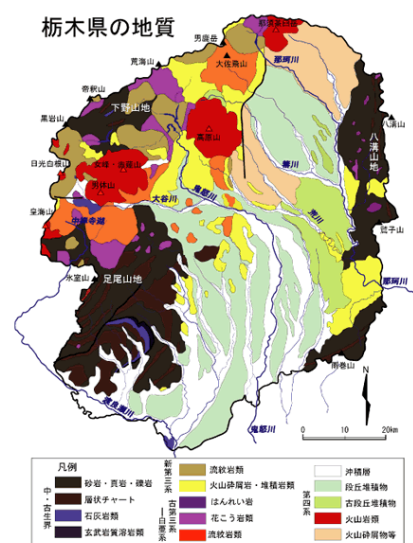 栃木県の地質
那須茶臼岳
男鹿岳
那珂川
大佐飛山
荒海山
帝釈山
下野山地
黒岩山
八溝山
高原山
八溝山地
日光白根山
女峰・赤薙山
箒川
男体山
鬼怒川
大谷川
荒川
皇海山
中禅寺湖
鷲子山
氷室山
足尾山地
那珂川
雨巻山
渡良瀬川
鬼怒川
N
0 20km
凡例
中・古生界
砂岩・頁岩・礫岩
層状チャート
石灰岩類
玄武岩質溶岩類
新第三系
古第三系
―白亜系
流紋岩類
火山砕屑岩・堆積岩類
はんれい岩
花こう岩類
流紋岩類
第四系
沖積層
段丘堆積物
古段丘堆積物
火山岩類
火山砕屑物等